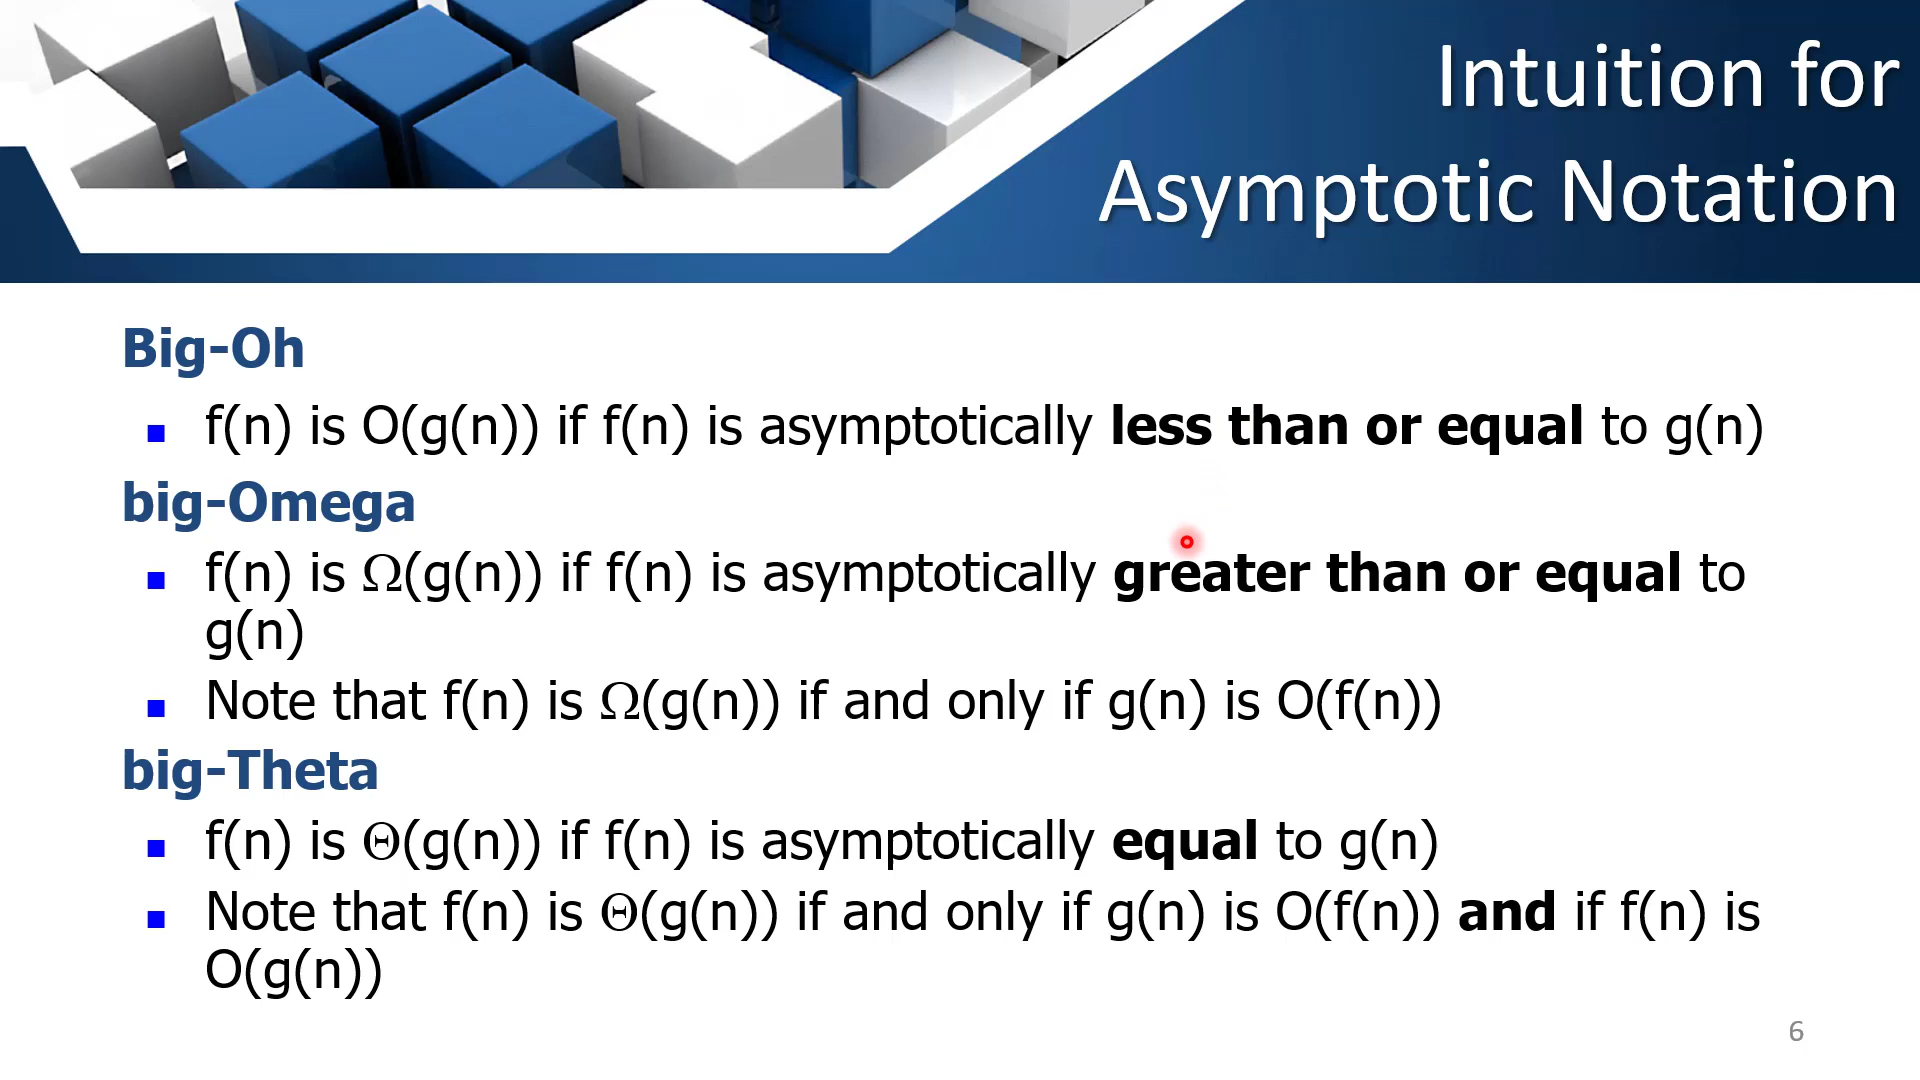 Intuition for
Asymptotic Notation
Big-Oh
▪ f(n) is O(g(n)) if f(n) is asymptotically less than or equal to g(n)
big-Omega
▪ f(n) is Ω(g(n)) if f(n) is asymptotically greater than or equal to
g(n)
▪ Note that f(n) is Ω(g(n)) if and only if g(n) is O(f(n))
big-Theta
▪ f(n) is Θ(g(n)) if f(n) is asymptotically equal to g(n)
▪ Note that f(n) is Θ(g(n)) if and only if g(n) is O(f(n)) and if f(n) is
O(g(n))
6